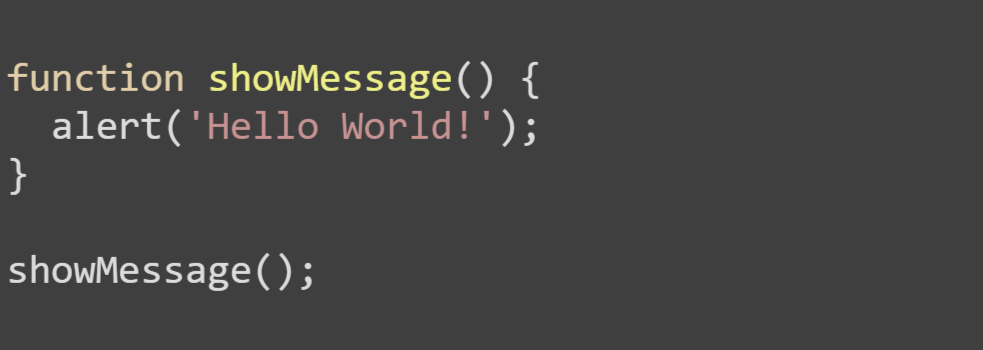 function showMessage() {
  alert('Hello World!');
}

showMessage();